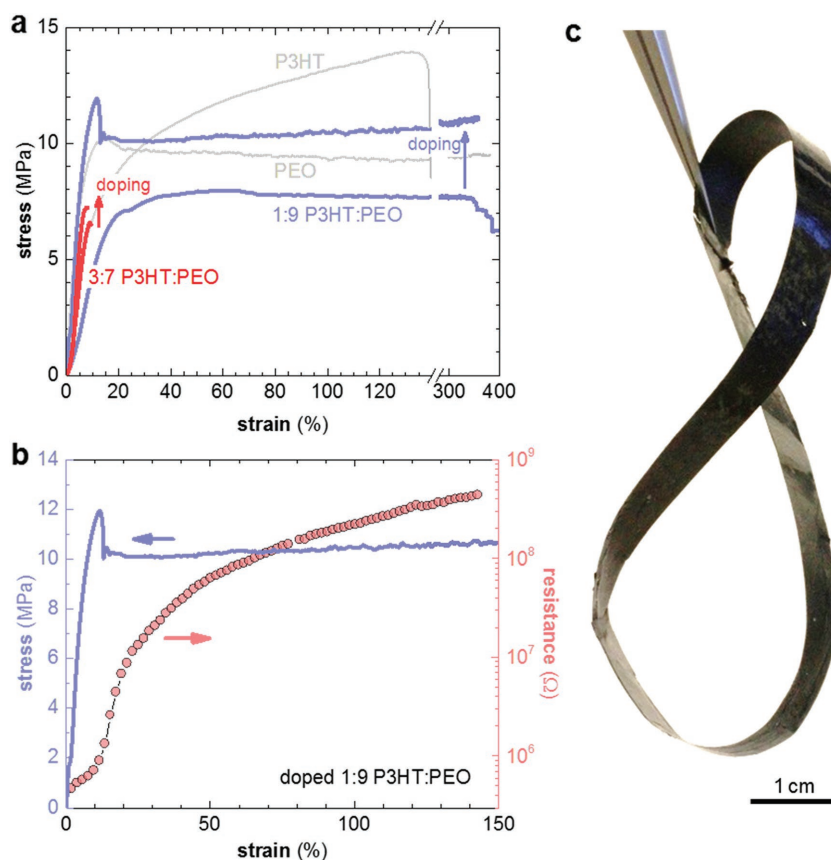 a
15
10
5
0
stress (MPa)
P3HT
doping
PEO
doping
1:9 P3HT:PEO
3:7 P3HT:PEO
0 20 40 60 80 100 120 300 400
strain (%)
b
14
12
10
8
6
4
2
0
stress (MPa)
10⁹
10⁸
10⁷
10⁶
resistance (Ω)
doped 1:9 P3HT:PEO
0 50 100 150
strain (%)
c
1 cm